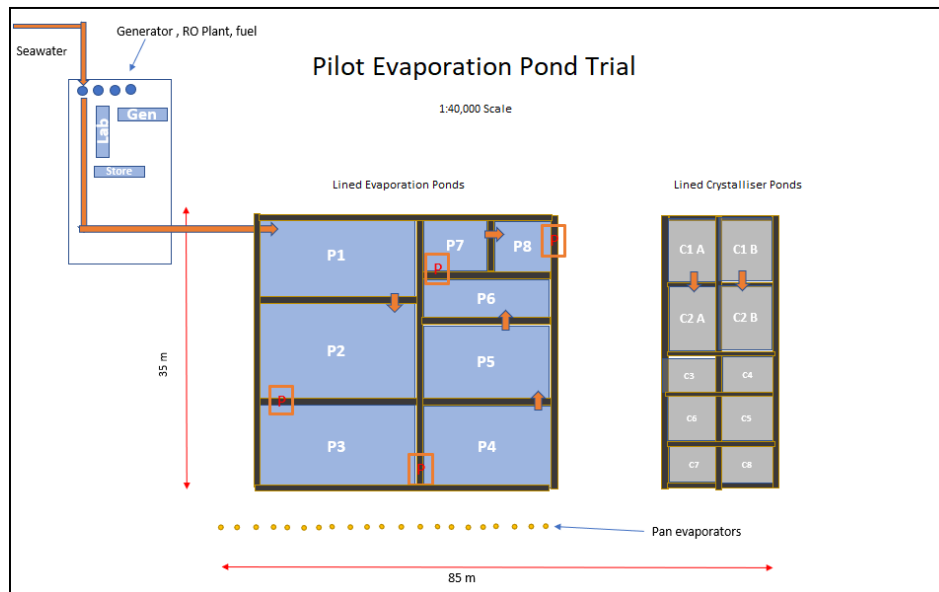 Generator , RO Plant, fuel
Seawater
Pilot Evaporation Pond Trial
1:40,000 Scale
Gen
Lab
Store
Lined Evaporation Ponds
Lined Crystalliser Ponds
P1
P7
P8
P
P
C1 A
C1 B
P6
P2
P5
C2 A
C2 B
35 m
C3
C4
P
C6
C5
P3
P4
P
C7
C8
Pan evaporators
85 m